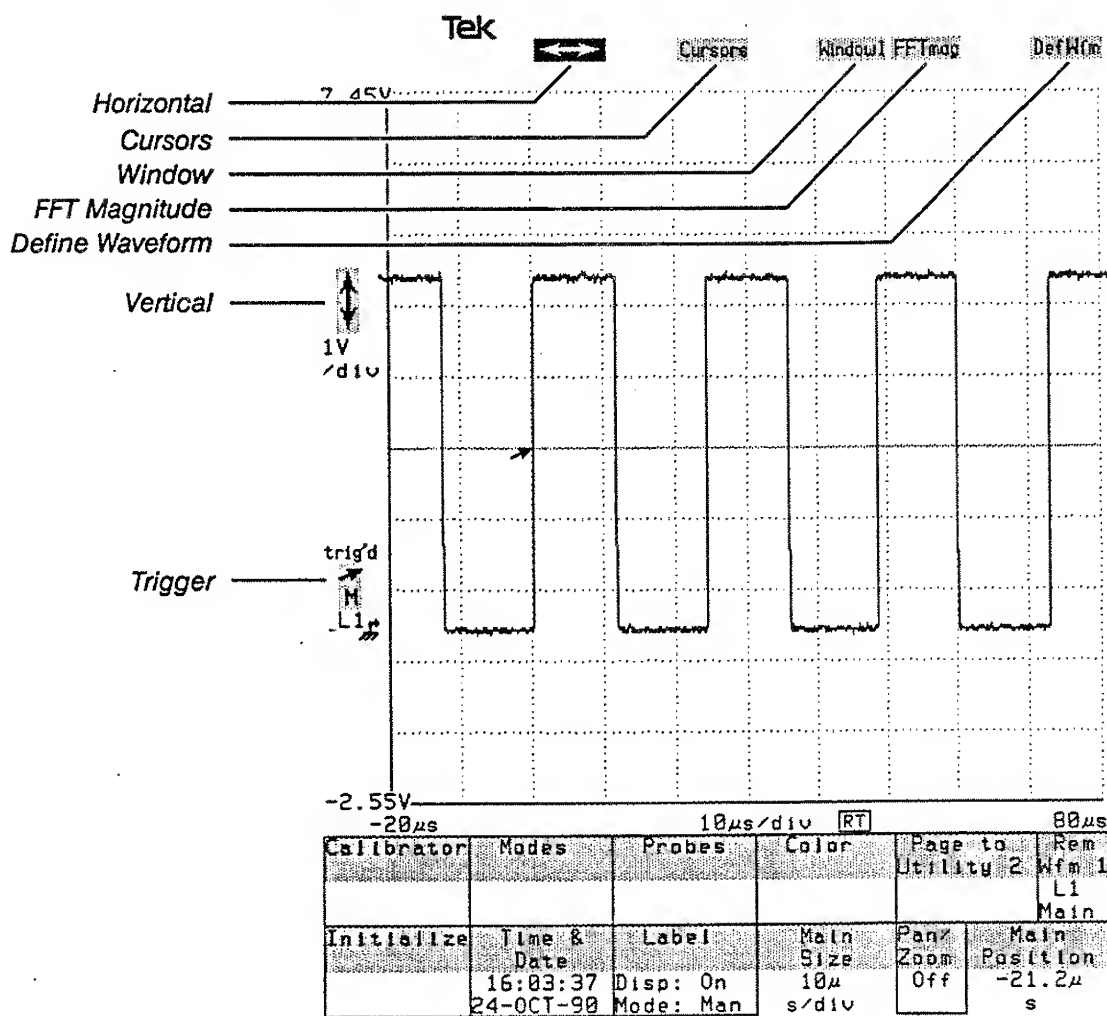 Tek
Cursors Window1 FFTmag DefWfm
Horizontal
7.45V
Cursors
Window
FFT Magnitude
Define Waveform
Vertical
1V
/div
trig'd
Trigger
M
L1
-2.55V
-20µs 10µs/div RT 80µs
Calibrator Modes Probes Color Page to Utility 2 Rem Wfm 1
L1
Main
Initialize Time & Date Label Main Size Pan/ Zoom Main Position
16:03:37 Disp: On 10µ Off -21.2µ
24-OCT-90 Mode: Man s/div s